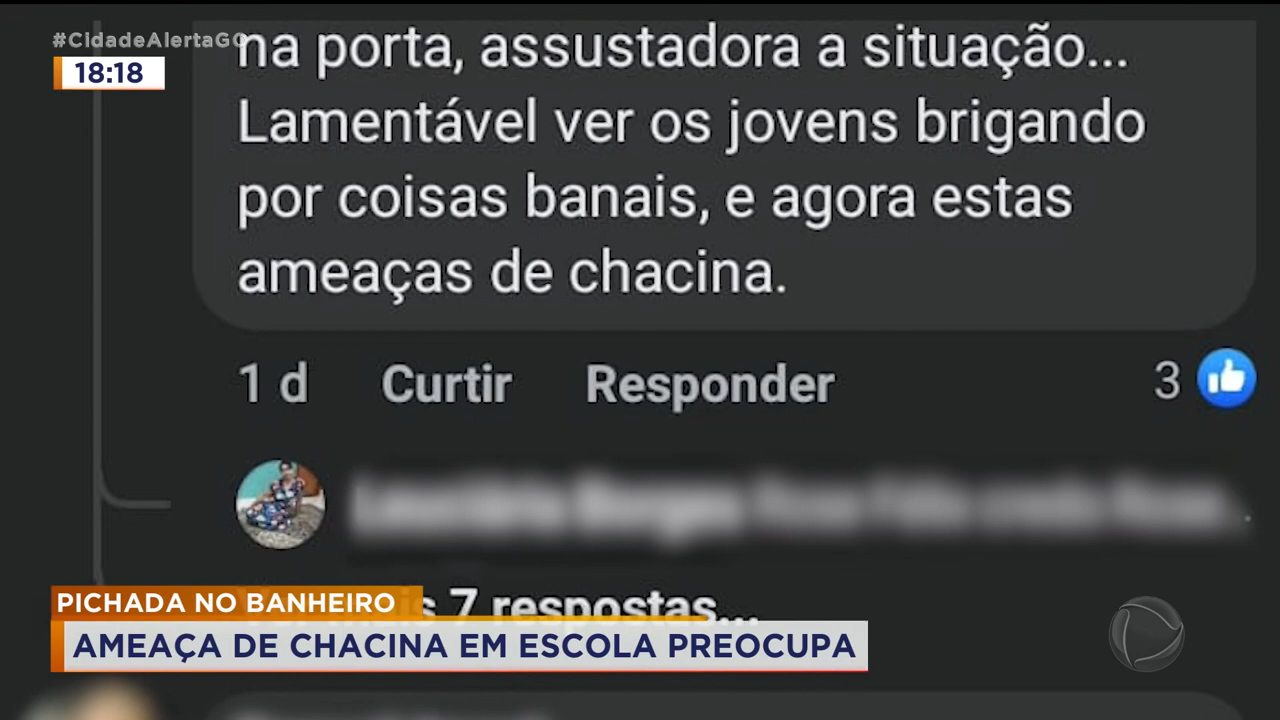 #CidadeAlertaGO
18:18
na porta, assustadora a situação...
Lamentável ver os jovens brigando
por coisas banais, e agora estas
ameaças de chacina.
1 d Curtir Responder 3
7 respostas...
PICHADA NO BANHEIRO
AMEAÇA DE CHACINA EM ESCOLA PREOCUPA